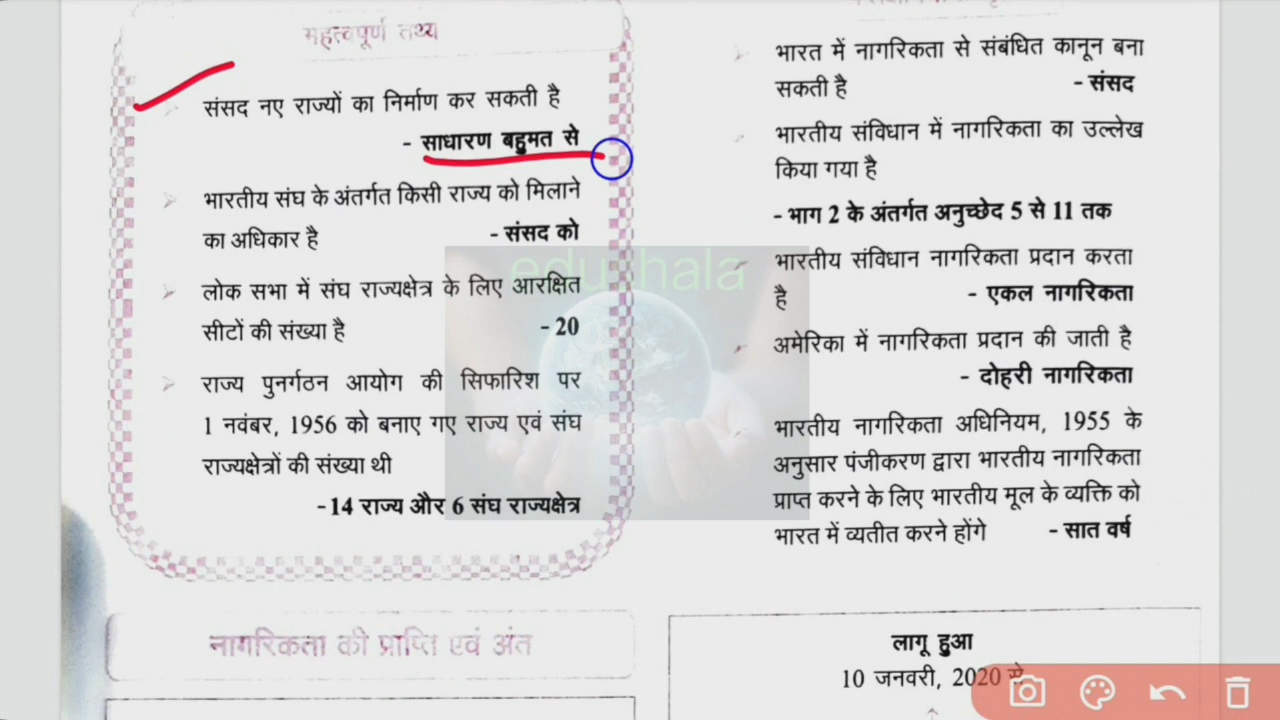 महत्वपूर्ण तथ्य
संसद नए राज्यों का निर्माण कर सकती है
- साधारण बहुमत से
भारतीय संघ के अंतर्गत किसी राज्य को मिलाने
का अधिकार है - संसद को
लोक सभा में संघ राज्यक्षेत्र के लिए आरक्षित
सीटों की संख्या है - 20
राज्य पुनर्गठन आयोग की सिफारिश पर
1 नवंबर, 1956 को बनाए गए राज्य एवं संघ
राज्यक्षेत्रों की संख्या थी
-14 राज्य और 6 संघ राज्यक्षेत्र
नागरिकता की प्राप्ति एवं अंत
भारत में नागरिकता से संबंधित कानून बना
सकती है - संसद
भारतीय संविधान में नागरिकता का उल्लेख
किया गया है
- भाग 2 के अंतर्गत अनुच्छेद 5 से 11 तक
भारतीय संविधान नागरिकता प्रदान करता
है - एकल नागरिकता
अमेरिका में नागरिकता प्रदान की जाती है
- दोहरी नागरिकता
भारतीय नागरिकता अधिनियम, 1955 के
अनुसार पंजीकरण द्वारा भारतीय नागरिकता
प्राप्त करने के लिए भारतीय मूल के व्यक्ति को
भारत में व्यतीत करने होंगे - सात वर्ष
लागू हुआ
10 जनवरी, 2020 से